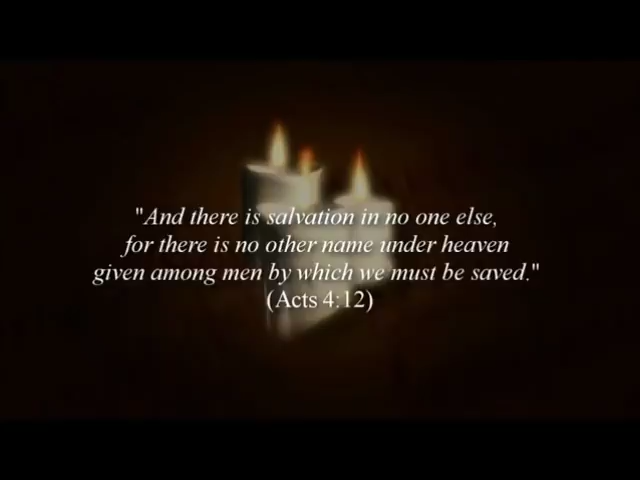 "And there is salvation in no one else,
for there is no other name under heaven
given among men by which we must be saved."
(Acts 4:12)